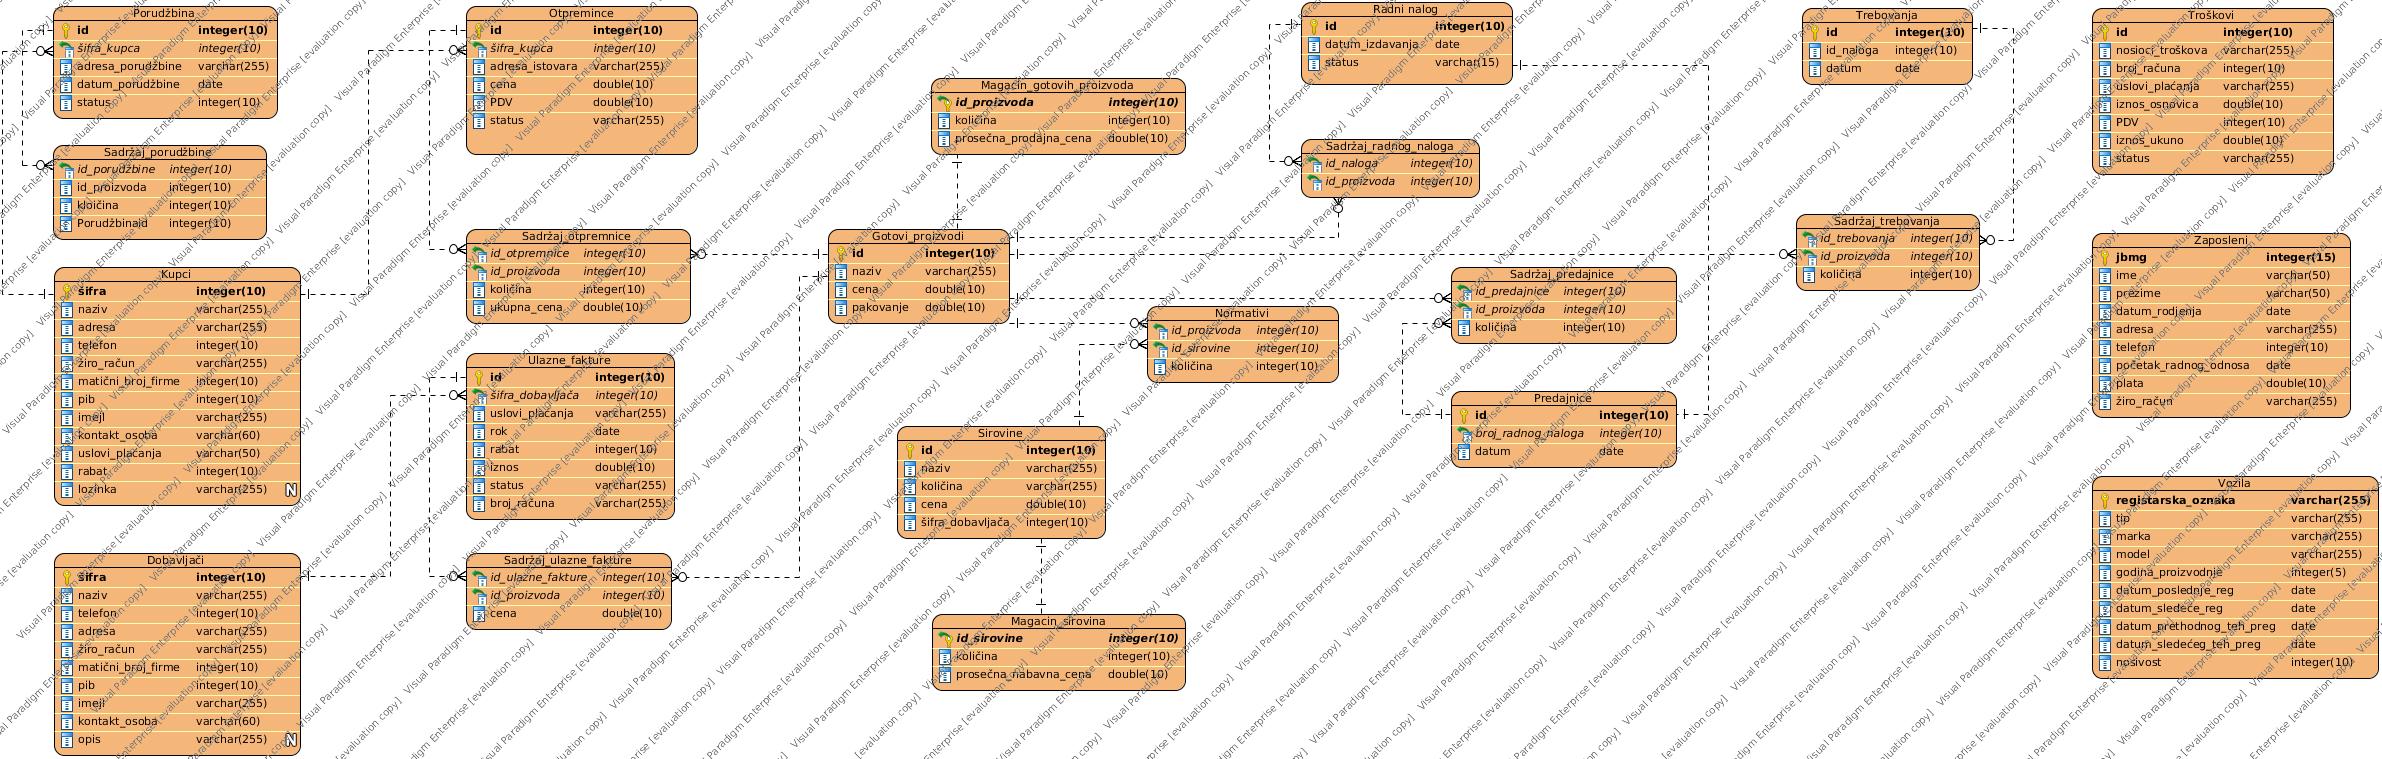 Porudžbina
id integer(10)
šifra_kupca integer(10)
adresa_porudžbine varchar(255)
datum_porudžbine date
status integer(10)
Sadržaj_porudžbine
id_porudžbine integer(10)
id_proizvoda integer(10)
kloičina integer(10)
Porudžbinaid integer(10)
Kupci
šifra integer(10)
naziv varchar(255)
adresa varchar(255)
telefon integer(10)
žiro_račun varchar(255)
matični_broj_firme integer(10)
pib integer(10)
imejl varchar(255)
kontakt_osoba varchar(60)
uslovi_plaćanja varchar(50)
rabat integer(10)
lozinka varchar(255) N
Dobavljači
šifra integer(10)
naziv varchar(255)
telefon integer(10)
adresa varchar(255)
žiro_račun varchar(255)
matični_broj_firme integer(10)
pib integer(10)
imejl varchar(255)
kontakt_osoba varchar(60)
opis varchar(255) N
Otpremince
id integer(10)
šifra_kupca integer(10)
adresa_istovara varchar(255)
cena double(10)
PDV double(10)
status varchar(255)
Sadržaj_otpremnice
id_otpremnice integer(10)
id_proizvoda integer(10)
količina integer(10)
ukupna_cena double(10)
Ulazne_fakture
id integer(10)
šifra_dobavljača integer(10)
uslovi_plaćanja varchar(255)
rok date
rabat integer(10)
iznos double(10)
status varchar(255)
broj_računa varchar(255)
Sadržaj_ulazne_fakture
id_ulazne_fakture integer(10)
id_proizvoda integer(10)
cena double(10)
Magacin_gotovih_proizvoda
id_proizvoda integer(10)
količina integer(10)
prosečna_prodajna_cena double(10)
Gotovi_proizvodi
id integer(10)
naziv varchar(255)
cena double(10)
pakovanje double(10)
Sirovine
id integer(10)
naziv varchar(255)
količina varchar(255)
cena double(10)
šifra_dobavljača integer(10)
Magacin_sirovina
id_sirovine integer(10)
količina integer(10)
prosečna_nabavna_cena double(10)
Normativi
id_proizvoda integer(10)
id_sirovine integer(10)
količina integer(10)
Radni nalog
id integer(10)
datum_izdavanja date
status varchar(15)
Sadržaj_radnog_naloga
id_naloga integer(10)
id_proizvoda integer(10)
Sadržaj_predajnice
id_predajnice integer(10)
id_proizvoda integer(10)
količina integer(10)
Predajnice
id integer(10)
broj_radnog_naloga integer(10)
datum date
Trebovanja
id integer(10)
id_naloga integer(10)
datum date
Sadržaj_trebovanja
id_trebovanja integer(10)
id_proizvoda integer(10)
količina integer(10)
Troškovi
id integer(10)
nosioci_troškova varchar(255)
broj_računa integer(10)
uslovi_plaćanja varchar(255)
iznos_osnovica double(10)
PDV integer(10)
iznos_ukuno double(10)
status varchar(255)
Zaposleni
jbmg integer(15)
ime varchar(50)
prezime varchar(50)
datum_rodjenja date
adresa varchar(255)
telefon integer(10)
početak_radnog_odnosa date
plata double(10)
žiro_račun varchar(255)
Vozila
registarska_oznaka varchar(255)
tip varchar(255)
marka varchar(255)
model varchar(255)
godina_proizvodnje integer(5)
datum_poslednje_reg date
datum_sledeće_reg date
datum_prethodnog_teh_preg date
datum_sledećeg_teh_preg date
nosivost integer(10)
Visual Paradigm Enterprise [evaluation copy]